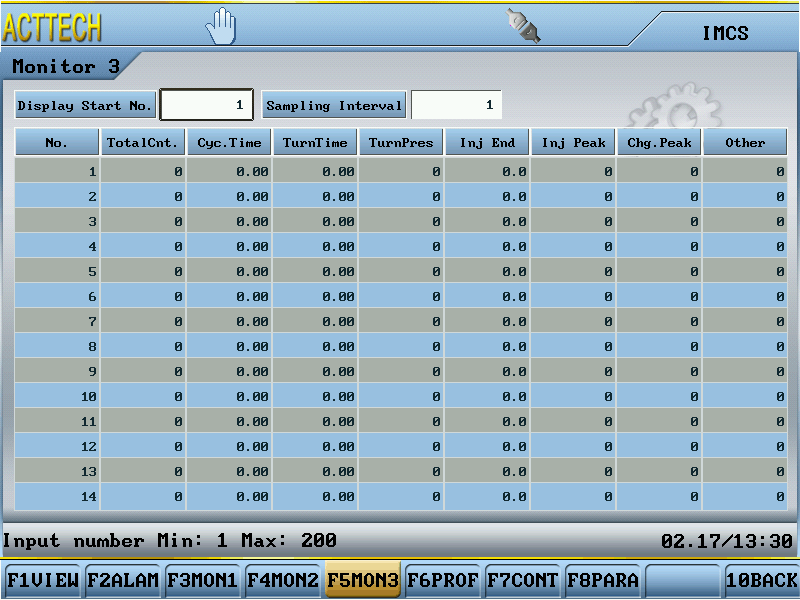 ACTTECH
IMCS
Monitor 3
Display Start No. 1 Sampling Interval 1
No. TotalCnt. Cyc.Time TurnTime TurnPres Inj End Inj Peak Chg.Peak Other
1 0 0.00 0.00 0 0.0 0 0 0
2 0 0.00 0.00 0 0.0 0 0 0
3 0 0.00 0.00 0 0.0 0 0 0
4 0 0.00 0.00 0 0.0 0 0 0
5 0 0.00 0.00 0 0.0 0 0 0
6 0 0.00 0.00 0 0.0 0 0 0
7 0 0.00 0.00 0 0.0 0 0 0
8 0 0.00 0.00 0 0.0 0 0 0
9 0 0.00 0.00 0 0.0 0 0 0
10 0 0.00 0.00 0 0.0 0 0 0
11 0 0.00 0.00 0 0.0 0 0 0
12 0 0.00 0.00 0 0.0 0 0 0
13 0 0.00 0.00 0 0.0 0 0 0
14 0 0.00 0.00 0 0.0 0 0 0
Input number Min: 1 Max: 200 02.17/13:30
F1VIEW F2ALAM F3MON1 F4MON2 F5MON3 F6PROF F7CONT F8PARA 10BACK